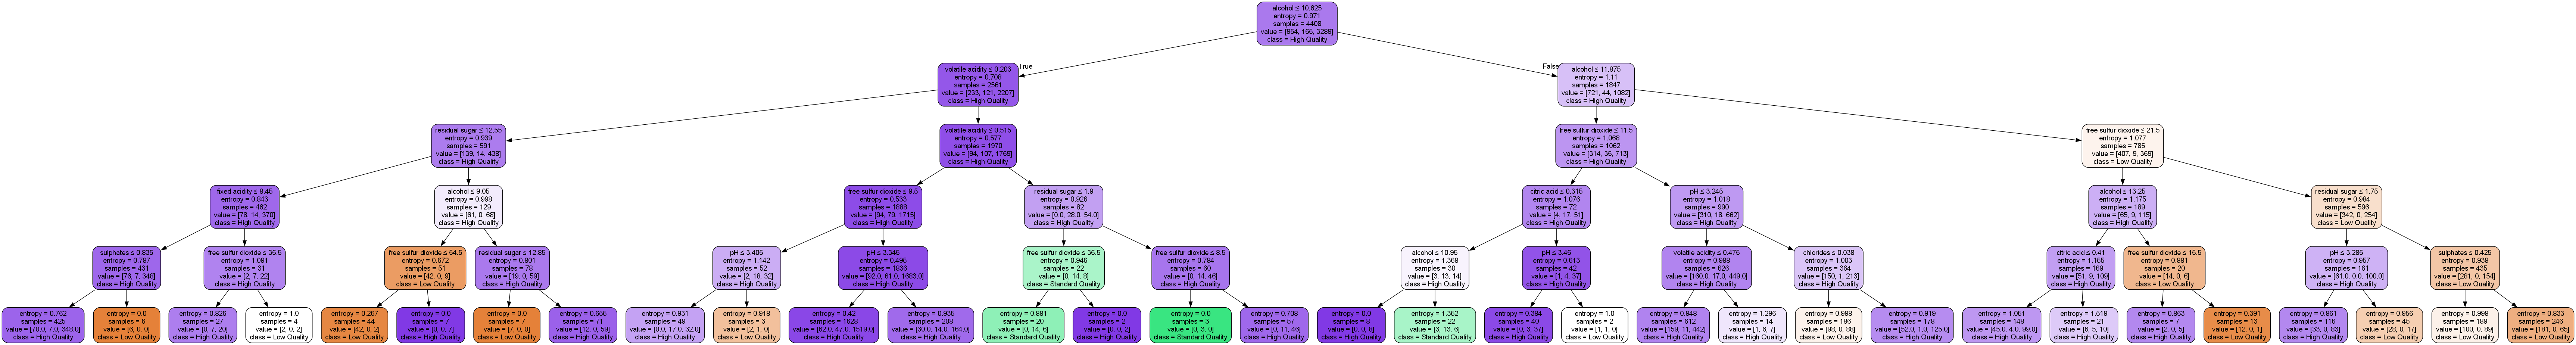 alcohol ≤ 10.625
entropy = 0.971
samples = 4408
value = [954, 165, 3289]
class = High Quality
True
False
volatile acidity ≤ 0.203
entropy = 0.708
samples = 2561
value = [233, 121, 2207]
class = High Quality
alcohol ≤ 11.875
entropy = 1.11
samples = 1847
value = [721, 44, 1082]
class = High Quality
residual sugar ≤ 12.55
entropy = 0.939
samples = 591
value = [139, 14, 438]
class = High Quality
volatile acidity ≤ 0.515
entropy = 0.577
samples = 1970
value = [94, 107, 1769]
class = High Quality
free sulfur dioxide ≤ 11.5
entropy = 1.068
samples = 1062
value = [314, 35, 713]
class = High Quality
free sulfur dioxide ≤ 21.5
entropy = 1.077
samples = 785
value = [407, 9, 369]
class = Low Quality
fixed acidity ≤ 8.45
entropy = 0.843
samples = 462
value = [78, 14, 370]
class = High Quality
alcohol ≤ 9.05
entropy = 0.998
samples = 129
value = [61, 0, 68]
class = High Quality
free sulfur dioxide ≤ 9.5
entropy = 0.533
samples = 1888
value = [94, 79, 1715]
class = High Quality
residual sugar ≤ 1.9
entropy = 0.926
samples = 82
value = [0.0, 28.0, 54.0]
class = High Quality
citric acid ≤ 0.315
entropy = 1.076
samples = 72
value = [4, 17, 51]
class = High Quality
pH ≤ 3.245
entropy = 1.018
samples = 990
value = [310, 18, 662]
class = High Quality
alcohol ≤ 13.25
entropy = 1.175
samples = 189
value = [65, 9, 115]
class = High Quality
residual sugar ≤ 1.75
entropy = 0.984
samples = 596
value = [342, 0, 254]
class = Low Quality
sulphates ≤ 0.835
entropy = 0.787
samples = 431
value = [76, 7, 348]
class = High Quality
free sulfur dioxide ≤ 36.5
entropy = 1.091
samples = 31
value = [2, 7, 22]
class = High Quality
free sulfur dioxide ≤ 54.5
entropy = 0.672
samples = 51
value = [42, 0, 9]
class = Low Quality
residual sugar ≤ 12.85
entropy = 0.801
samples = 78
value = [19, 0, 59]
class = High Quality
pH ≤ 3.405
entropy = 1.142
samples = 52
value = [2, 18, 32]
class = High Quality
pH ≤ 3.345
entropy = 0.495
samples = 1836
value = [92.0, 61.0, 1683.0]
class = High Quality
free sulfur dioxide ≤ 36.5
entropy = 0.946
samples = 22
value = [0, 14, 8]
class = Standard Quality
free sulfur dioxide ≤ 8.5
entropy = 0.784
samples = 60
value = [0, 14, 46]
class = High Quality
alcohol ≤ 10.95
entropy = 1.368
samples = 30
value = [3, 13, 14]
class = High Quality
pH ≤ 3.46
entropy = 0.613
samples = 42
value = [1, 4, 37]
class = High Quality
volatile acidity ≤ 0.475
entropy = 0.988
samples = 626
value = [160.0, 17.0, 449.0]
class = High Quality
chlorides ≤ 0.038
entropy = 1.003
samples = 364
value = [150, 1, 213]
class = High Quality
citric acid ≤ 0.41
entropy = 1.155
samples = 169
value = [51, 9, 109]
class = High Quality
free sulfur dioxide ≤ 15.5
entropy = 0.881
samples = 20
value = [14, 0, 6]
class = Low Quality
pH ≤ 3.285
entropy = 0.957
samples = 161
value = [61.0, 0.0, 100.0]
class = High Quality
sulphates ≤ 0.425
entropy = 0.938
samples = 435
value = [281, 0, 154]
class = Low Quality
entropy = 0.762
samples = 425
value = [70.0, 7.0, 348.0]
class = High Quality
entropy = 0.0
samples = 6
value = [6, 0, 0]
class = Low Quality
entropy = 0.826
samples = 27
value = [0, 7, 20]
class = High Quality
entropy = 1.0
samples = 4
value = [2, 0, 2]
class = Low Quality
entropy = 0.267
samples = 44
value = [42, 0, 2]
class = Low Quality
entropy = 0.0
samples = 7
value = [0, 0, 7]
class = High Quality
entropy = 0.0
samples = 7
value = [7, 0, 0]
class = Low Quality
entropy = 0.655
samples = 71
value = [12, 0, 59]
class = High Quality
entropy = 0.931
samples = 49
value = [0.0, 17.0, 32.0]
class = High Quality
entropy = 0.918
samples = 3
value = [2, 1, 0]
class = Low Quality
entropy = 0.42
samples = 1628
value = [62.0, 47.0, 1519.0]
class = High Quality
entropy = 0.935
samples = 208
value = [30.0, 14.0, 164.0]
class = High Quality
entropy = 0.881
samples = 20
value = [0, 14, 6]
class = Standard Quality
entropy = 0.0
samples = 2
value = [0, 0, 2]
class = High Quality
entropy = 0.0
samples = 3
value = [0, 3, 0]
class = Standard Quality
entropy = 0.708
samples = 57
value = [0, 11, 46]
class = High Quality
entropy = 0.0
samples = 8
value = [0, 0, 8]
class = High Quality
entropy = 1.352
samples = 22
value = [3, 13, 6]
class = Standard Quality
entropy = 0.384
samples = 40
value = [0, 3, 37]
class = High Quality
entropy = 1.0
samples = 2
value = [1, 1, 0]
class = Low Quality
entropy = 0.948
samples = 612
value = [159, 11, 442]
class = High Quality
entropy = 1.296
samples = 14
value = [1, 6, 7]
class = High Quality
entropy = 0.998
samples = 186
value = [98, 0, 88]
class = Low Quality
entropy = 0.919
samples = 178
value = [52.0, 1.0, 125.0]
class = High Quality
entropy = 1.051
samples = 148
value = [45.0, 4.0, 99.0]
class = High Quality
entropy = 1.519
samples = 21
value = [6, 5, 10]
class = High Quality
entropy = 0.863
samples = 7
value = [2, 0, 5]
class = High Quality
entropy = 0.391
samples = 13
value = [12, 0, 1]
class = Low Quality
entropy = 0.861
samples = 116
value = [33, 0, 83]
class = High Quality
entropy = 0.956
samples = 45
value = [28, 0, 17]
class = Low Quality
entropy = 0.998
samples = 189
value = [100, 0, 89]
class = Low Quality
entropy = 0.833
samples = 246
value = [181, 0, 65]
class = Low Quality